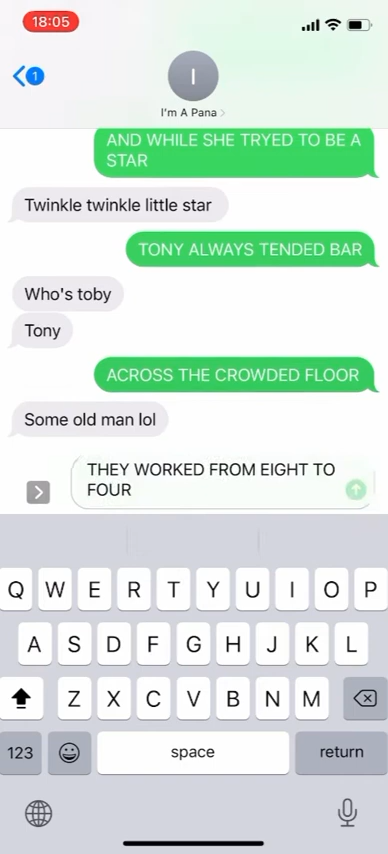 18:05
1
I
I'm A Pana
AND WHILE SHE TRYED TO BE A
STAR
Twinkle twinkle little star
TONY ALWAYS TENDED BAR
Who's toby
Tony
ACROSS THE CROWDED FLOOR
Some old man lol
THEY WORKED FROM EIGHT TO
FOUR
Q W E R T Y U I O P
A S D F G H J K L
Z X C V B N M
123 space return